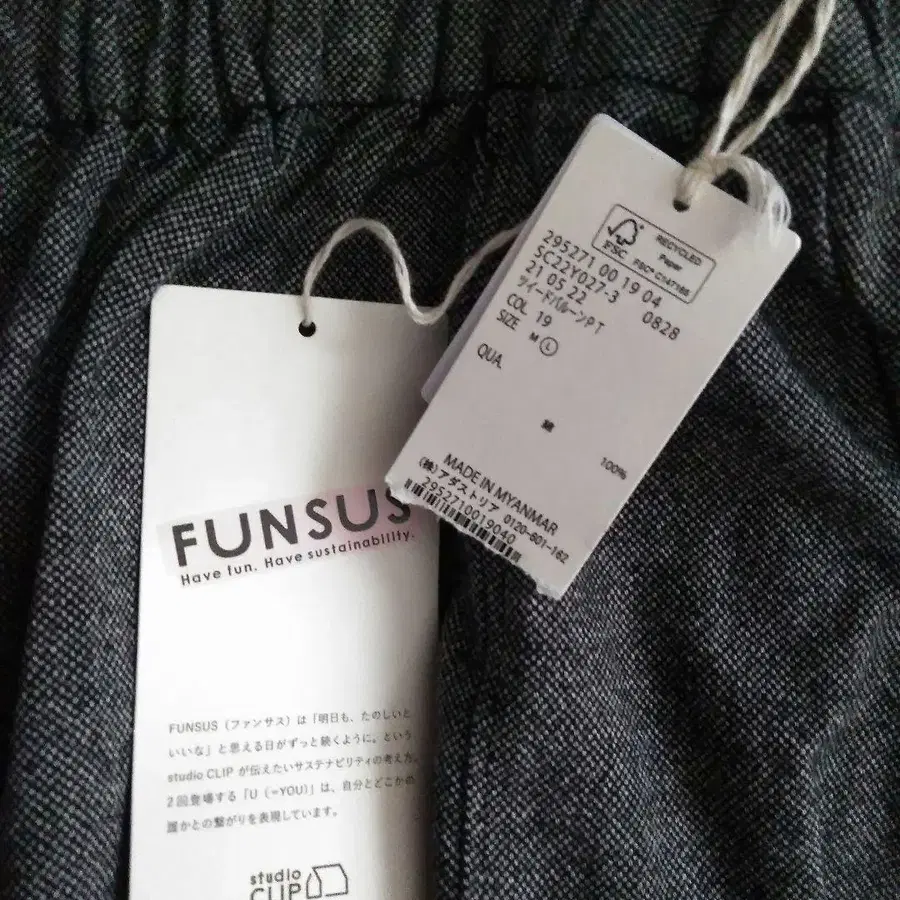 FSC
RECYCLED
Paper
FSC® C147166
295271 00 19 04
SC22Y027-3 0828
21 05 22
ツイードバルーンPT
COL 19
SIZE M L
QUA.
綿 100%
MADE IN MYANMAR
(株)アダストリア 0120-601-162
2952710019040
FUNSUS
Have fun. Have sustainability.
FUNSUS(ファンサス)は「明日も、たのしいと
いいな」と思える日がずっと続くように。という
studio CLIP が伝えたいサステナビリティの考え方。
2回登場する「U(=YOU)」は、自分とどこかの
誰かとの繋がりを表現しています。
studio
CLIP